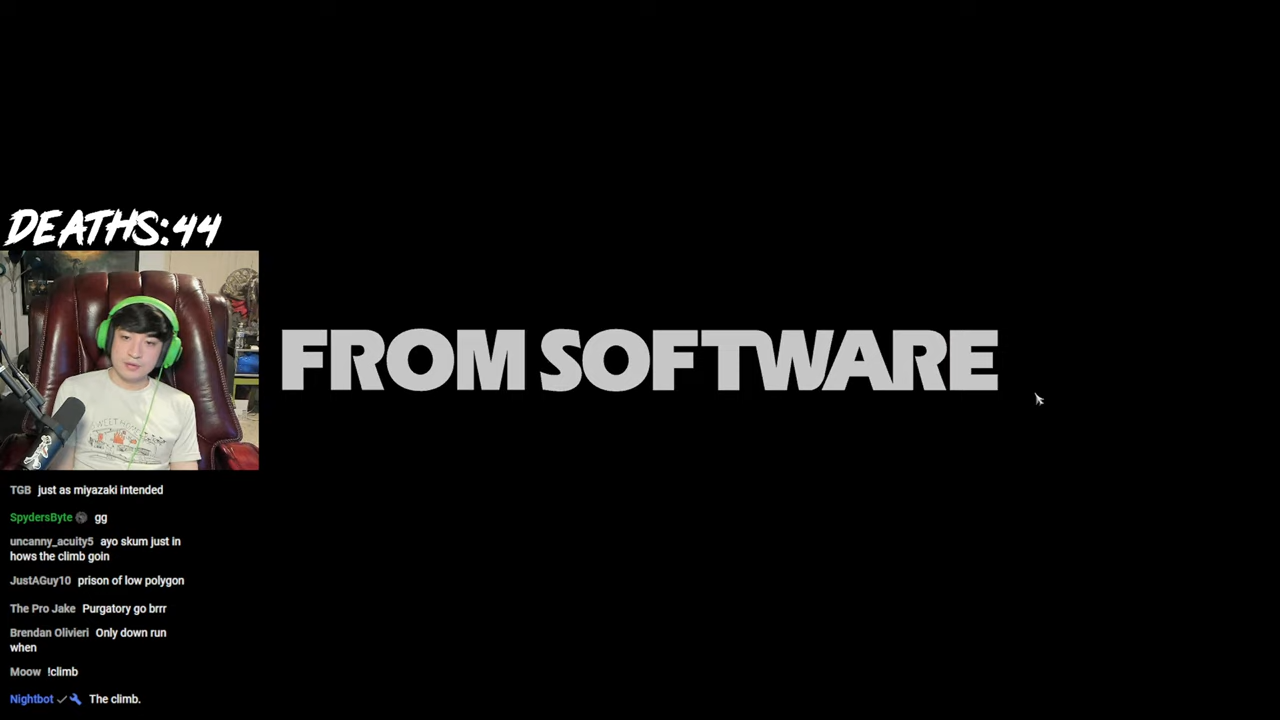 DEATHS:44
FROM SOFTWARE
TGB just as miyazaki intended
SpydersByte gg
uncanny_acuity5 ayo skum just in
hows the climb goin
JustAGuy10 prison of low polygon
The Pro Jake Purgatory go brrr
Brendan Olivieri Only down run
when
Moow !climb
Nightbot The climb.